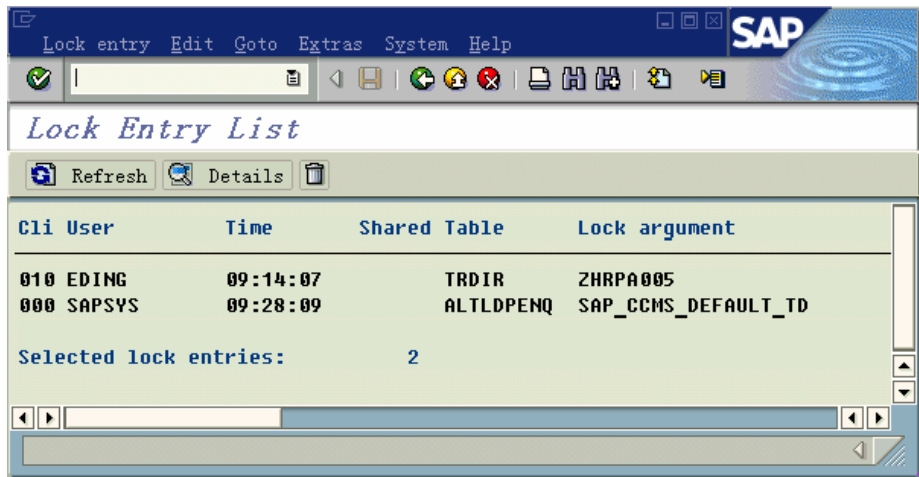 Lock entry Edit Goto Extras System Help
SAP
Lock Entry List
Refresh Details
Cli User Time Shared Table Lock argument
010 EDING 09:14:07 TRDIR ZHRPA005
000 SAPSYS 09:28:09 ALTLDPENQ SAP_CCMS_DEFAULT_TD
Selected lock entries: 2